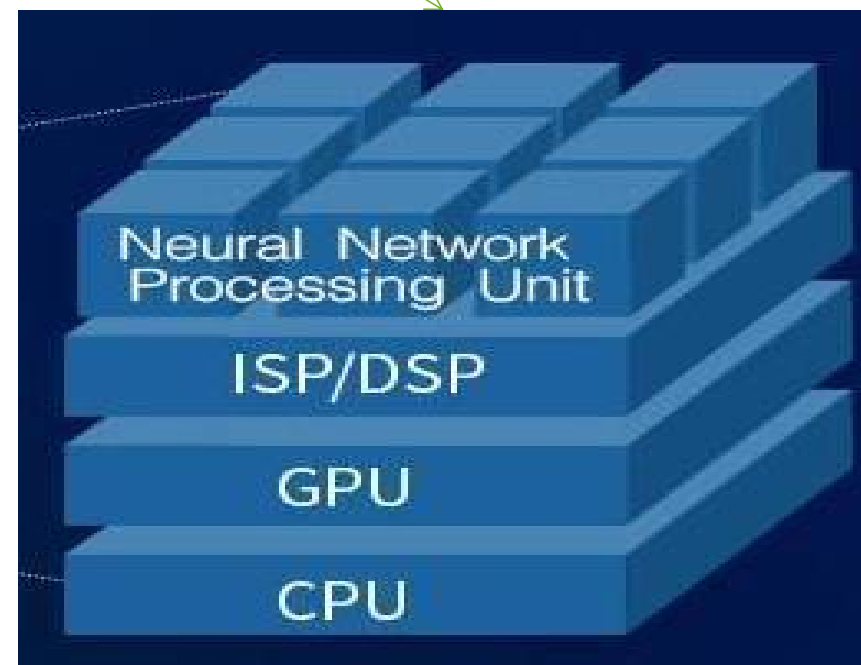 Neural Network
Processing Unit
ISP/DSP
GPU
CPU